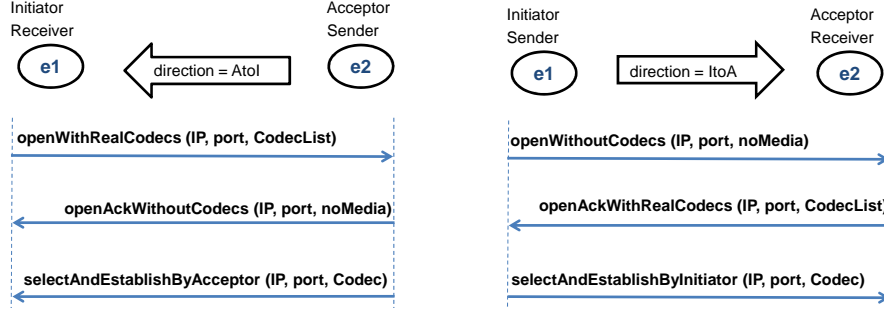 Initiator
Receiver
Acceptor
Sender
e1
direction = AtoI
e2
openWithRealCodecs (IP, port, CodecList)
openAckWithoutCodecs (IP, port, noMedia)
selectAndEstablishByAcceptor (IP, port, Codec)
Initiator
Sender
Acceptor
Receiver
e1
direction = ItoA
e2
openWithoutCodecs (IP, port, noMedia)
openAckWithRealCodecs (IP, port, CodecList)
selectAndEstablishByInitiator (IP, port, Codec)